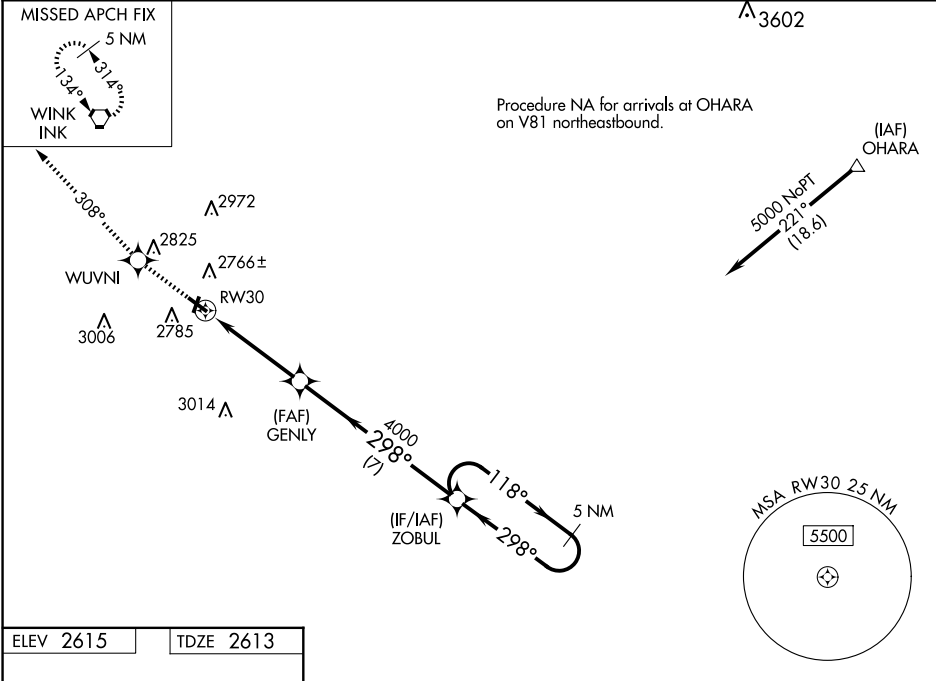 MISSED APCH FIX
5 NM
314°
134°
WINK
INK
3602
Procedure NA for arrivals at OHARA
on V81 northeastbound.
(IAF)
OHARA
5000 NoPT
221°
(18.6)
308°
2972
2825
WUVNI
2766±
RW30
3006
2785
3014
(FAF)
GENLY
4000
298°
(7)
118°
5 NM
298°
(IF/IAF)
ZOBUL
MSA RW30 25 NM
5500
ELEV 2615
TDZE 2613